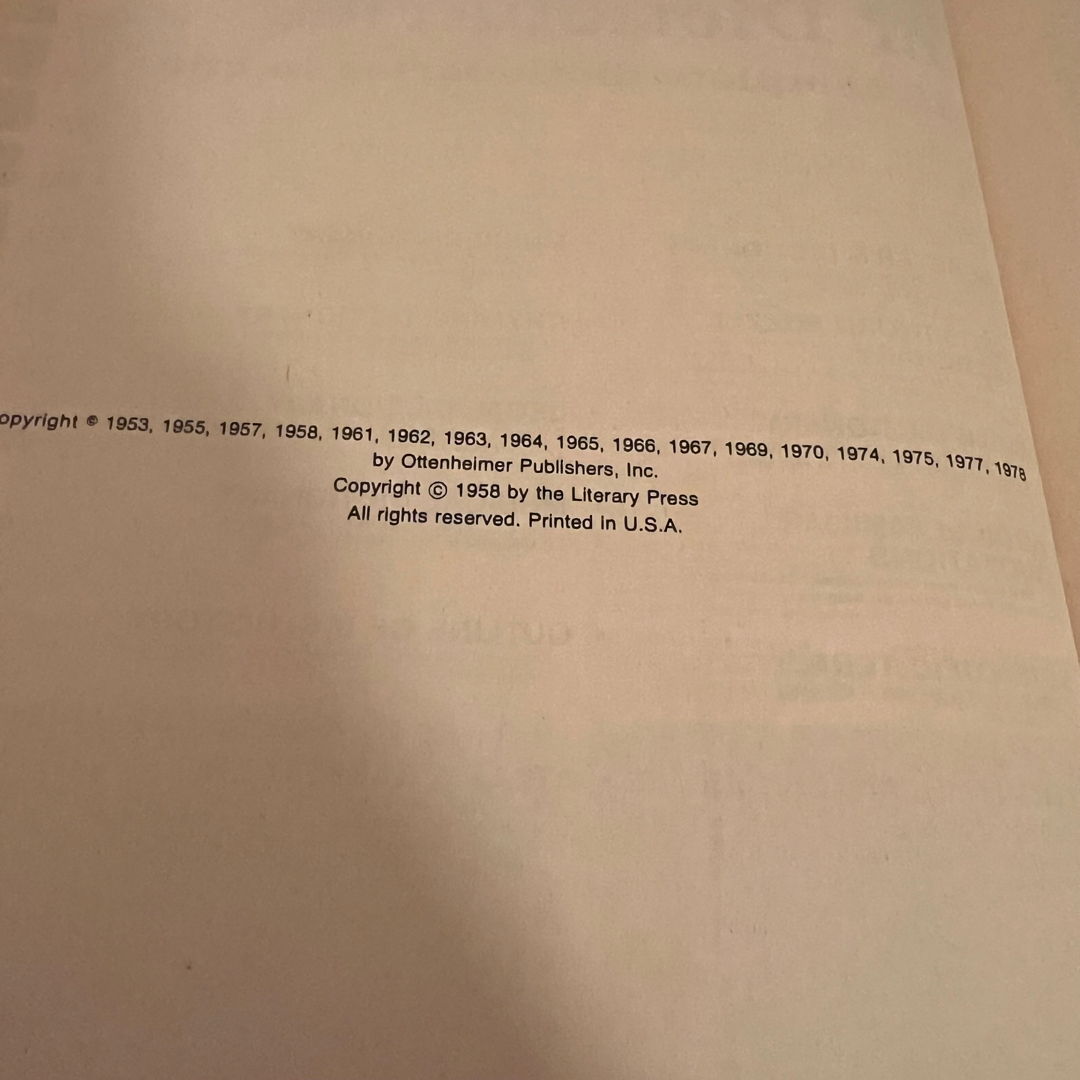 opyright © 1953, 1955, 1957, 1958, 1961, 1962, 1963, 1964, 1965, 1966, 1967, 1969, 1970, 1974, 1975, 1977, 1978
by Ottenheimer Publishers, Inc.
Copyright © 1958 by the Literary Press
All rights reserved. Printed in U.S.A.